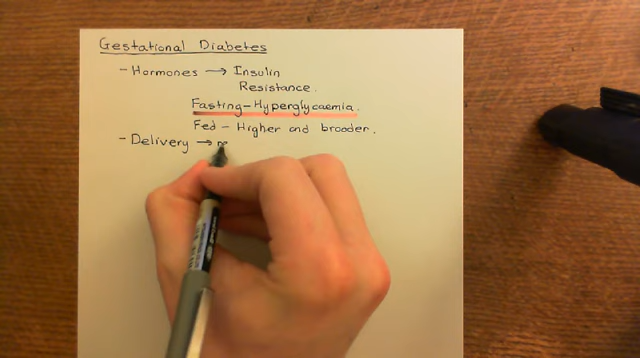 Gestational Diabetes
- Hormones → Insulin
Resistance.
Fasting - Hyperglycaemia.
Fed - Higher and broader.
- Delivery →